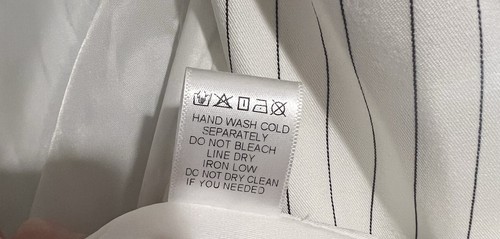 HAND WASH COLD
SEPARATELY
DO NOT BLEACH
LINE DRY
IRON LOW
DO NOT DRY CLEAN
IF YOU NEEDED